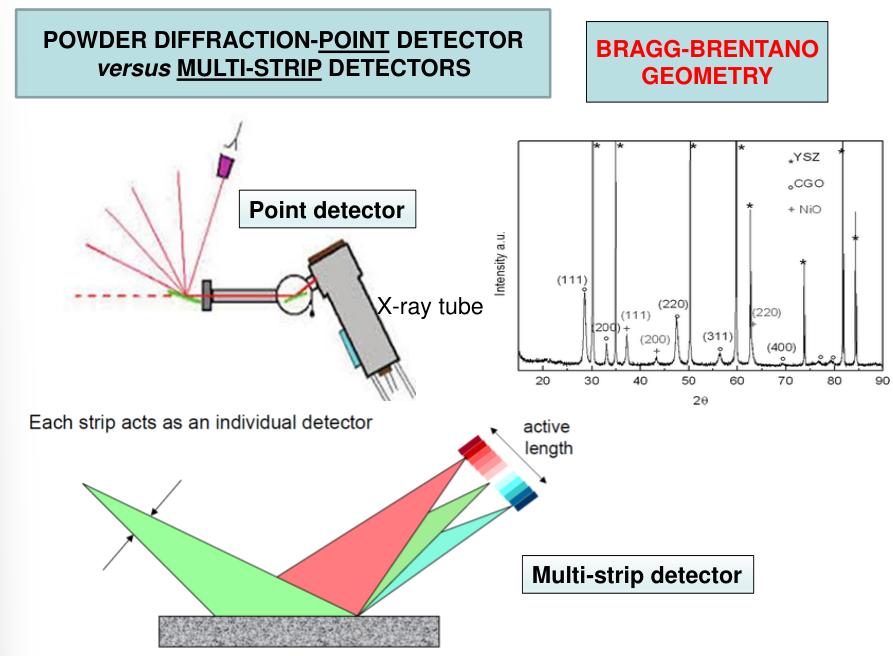 POWDER DIFFRACTION-POINT DETECTOR
versus MULTI-STRIP DETECTORS
BRAGG-BRENTANO
GEOMETRY
Point detector
X-ray tube
Intensity a.u.
* YSZ
o CGO
+ NiO
* * * * * * * *
(111)
(200)
(111)
+
(200)
+
(220)
(311)
(220)
+
(400)
20 30 40 50 60 70 80 90
2θ
Each strip acts as an individual detector
active
length
Multi-strip detector